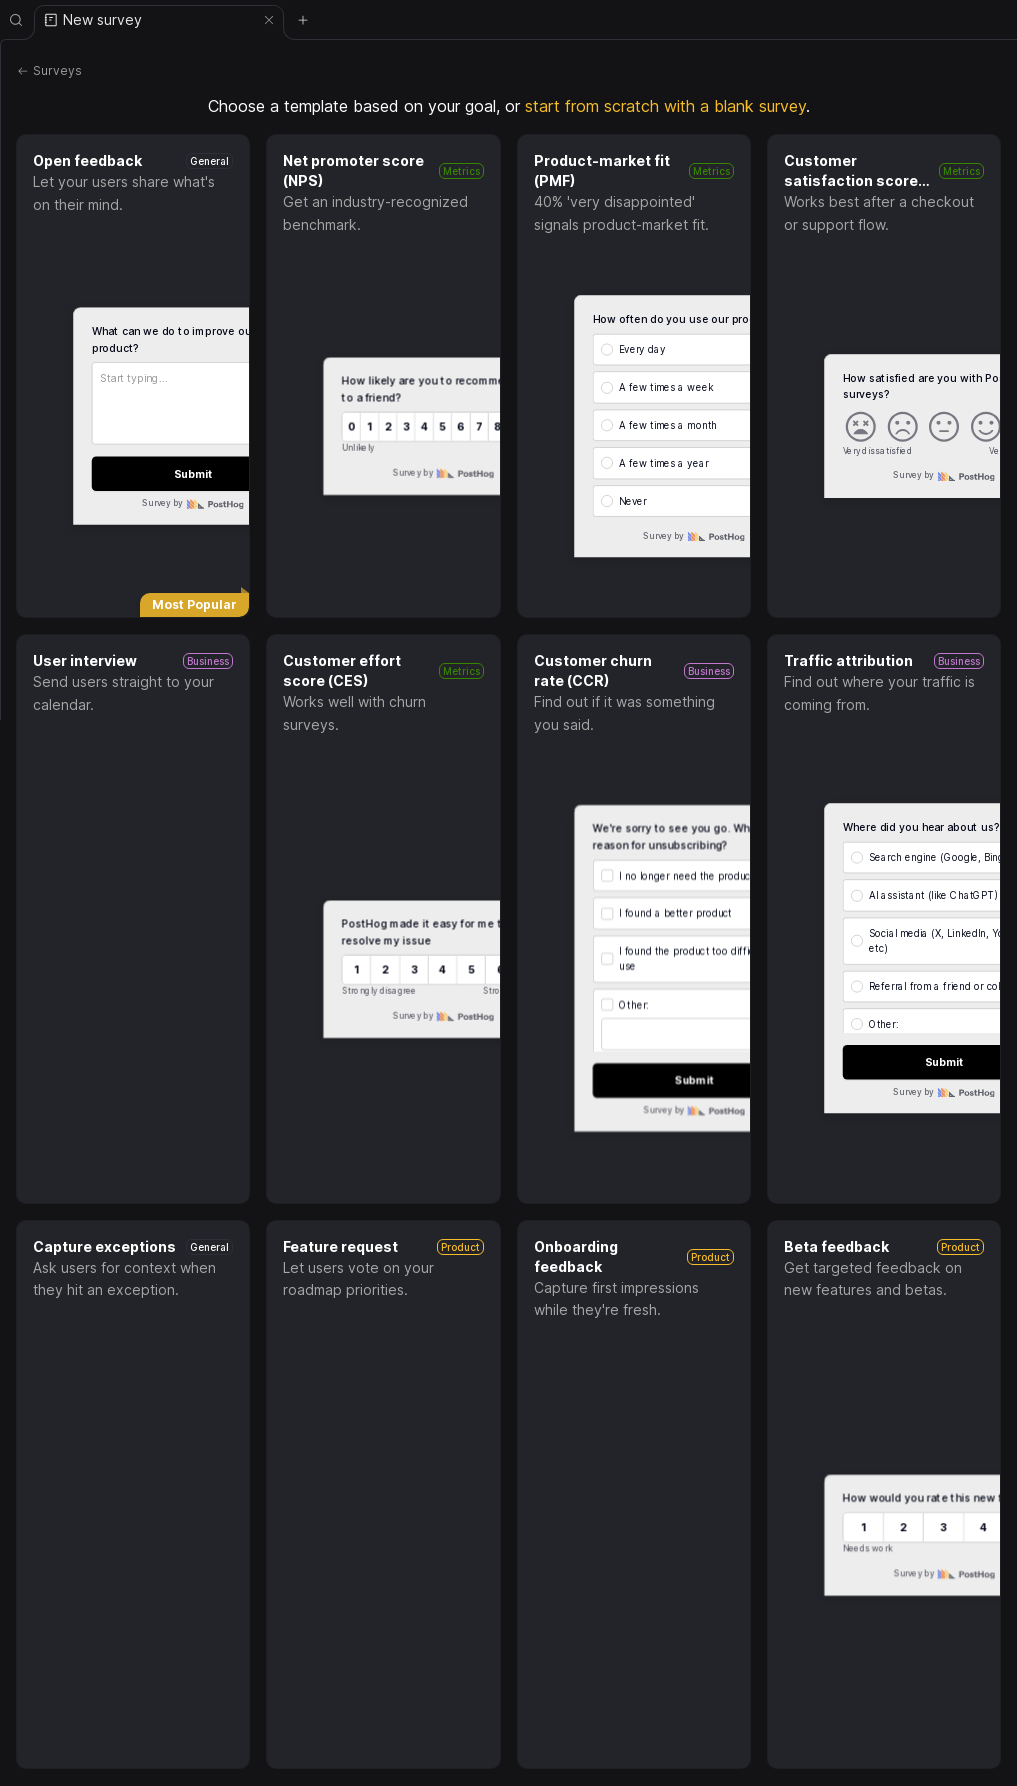 New survey
Surveys
Choose a template based on your goal, or start from scratch with a blank survey.
Open feedback
General
Let your users share what's
on their mind.
What can we do to improve ou
product?
Start typing...
Submit
Survey by PostHog
Most Popular
Net promoter score
(NPS)
Metrics
Get an industry-recognized
benchmark.
How likely are you to recomme
to a friend?
0 1 2 3 4 5 6 7 8
Unlikely
Survey by PostHog
Product-market fit
(PMF)
Metrics
40% 'very disappointed'
signals product-market fit.
How often do you use our pro
Every day
A few times a week
A few times a month
A few times a year
Never
Survey by PostHog
Customer
satisfaction score...
Metrics
Works best after a checkout
or support flow.
How satisfied are you with Po
surveys?
Very dissatisfied
Ve
Survey by PostHog
User interview
Business
Send users straight to your
calendar.
Customer effort
score (CES)
Metrics
Works well with churn
surveys.
PostHog made it easy for me t
resolve my issue
1 2 3 4 5 6
Strongly disagree
Stro
Survey by PostHog
Customer churn
rate (CCR)
Business
Find out if it was something
you said.
We're sorry to see you go. Wh
reason for unsubscribing?
I no longer need the produc
I found a better product
I found the product too diffi
use
Other:
Submit
Survey by PostHog
Traffic attribution
Business
Find out where your traffic is
coming from.
Where did you hear about us?
Search engine (Google, Bing
AI assistant (like ChatGPT)
Social media (X, LinkedIn, Yo
etc)
Referral from a friend or col
Other:
Submit
Survey by PostHog
Capture exceptions
General
Ask users for context when
they hit an exception.
Feature request
Product
Let users vote on your
roadmap priorities.
Onboarding
feedback
Product
Capture first impressions
while they're fresh.
Beta feedback
Product
Get targeted feedback on
new features and betas.
How would you rate this new f
1 2 3 4
Needs work
Survey by PostHog